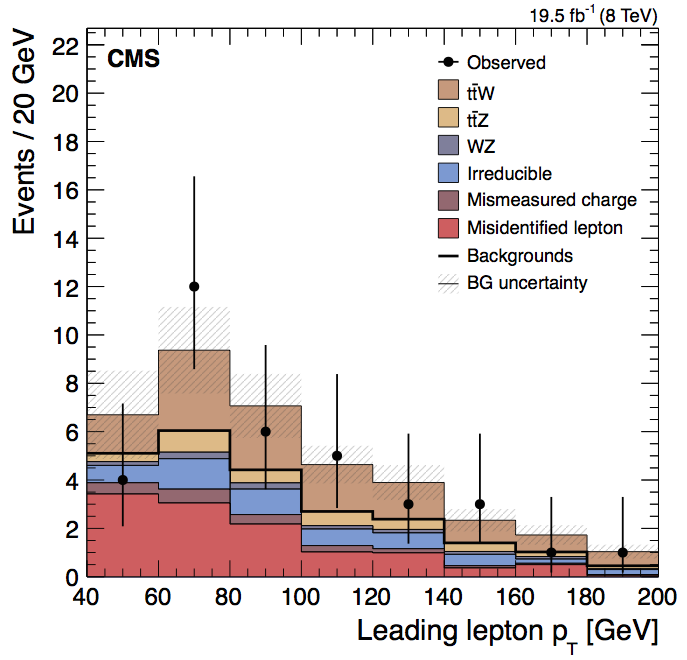 19.5 fb⁻¹ (8 TeV)
CMS
Events / 20 GeV
22
20
18
16
14
12
10
8
6
4
2
0
Observed
tt̄W
tt̄Z
WZ
Irreducible
Mismeasured charge
Misidentified lepton
Backgrounds
BG uncertainty
40 60 80 100 120 140 160 180 200
Leading lepton p_T [GeV]